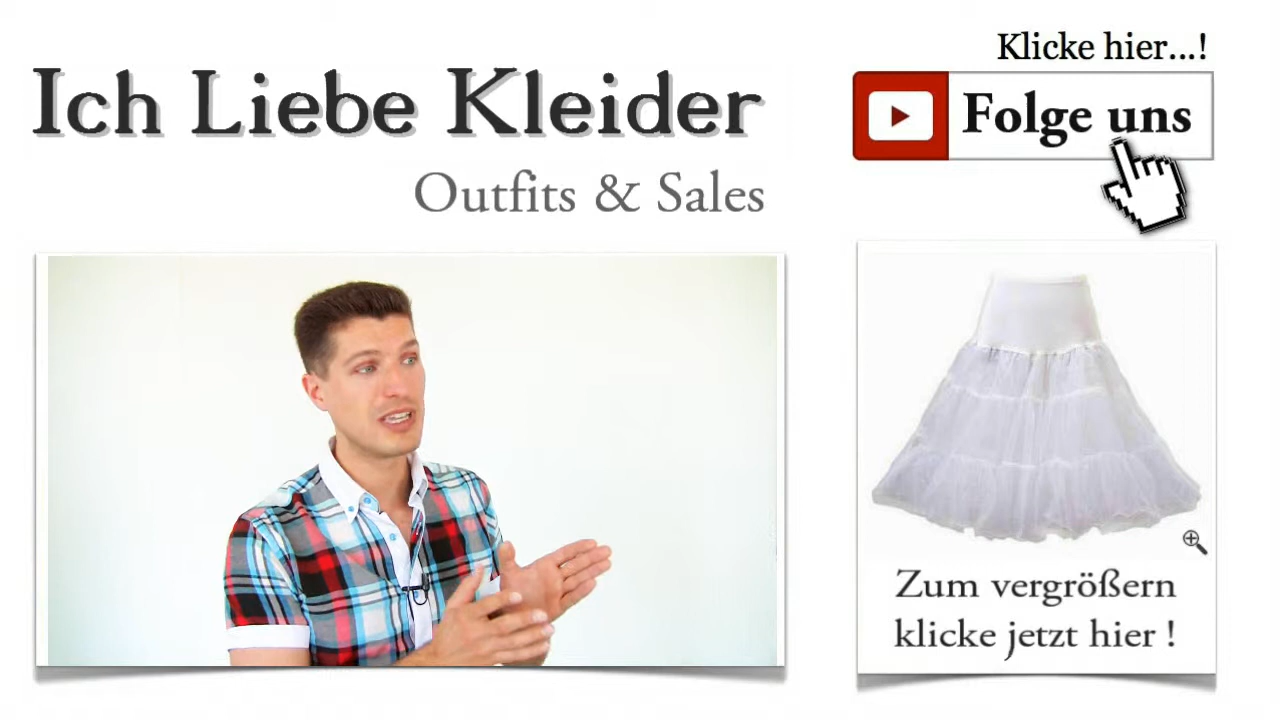 Ich Liebe Kleider
Outfits & Sales
Klicke hier...!
Folge uns
Zum vergrößern
klicke jetzt hier !